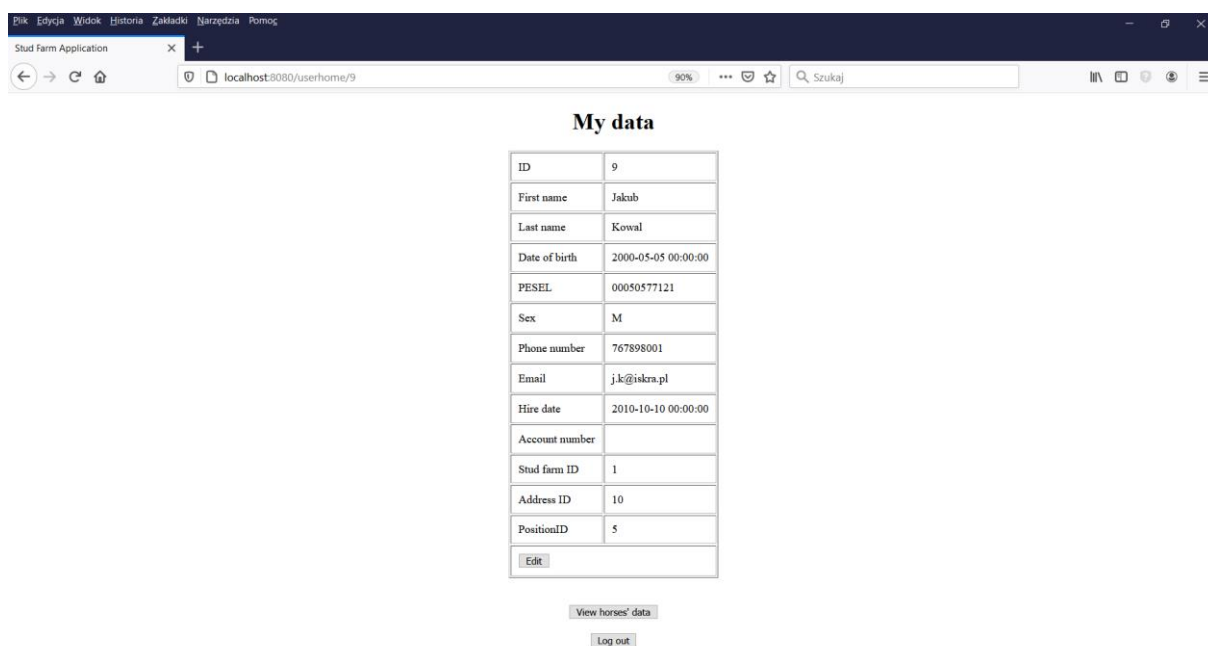 Plik Edycja Widok Historia Zakładki Narzędzia Pomoc
Stud Farm Application
localhost:8080/userhome/9 90% Szukaj
My data
ID 9
First name Jakub
Last name Kowal
Date of birth 2000-05-05 00:00:00
PESEL 00050577121
Sex M
Phone number 767898001
Email j.k@iskra.pl
Hire date 2010-10-10 00:00:00
Account number
Stud farm ID 1
Address ID 10
PositionID 5
Edit
View horses' data
Log out